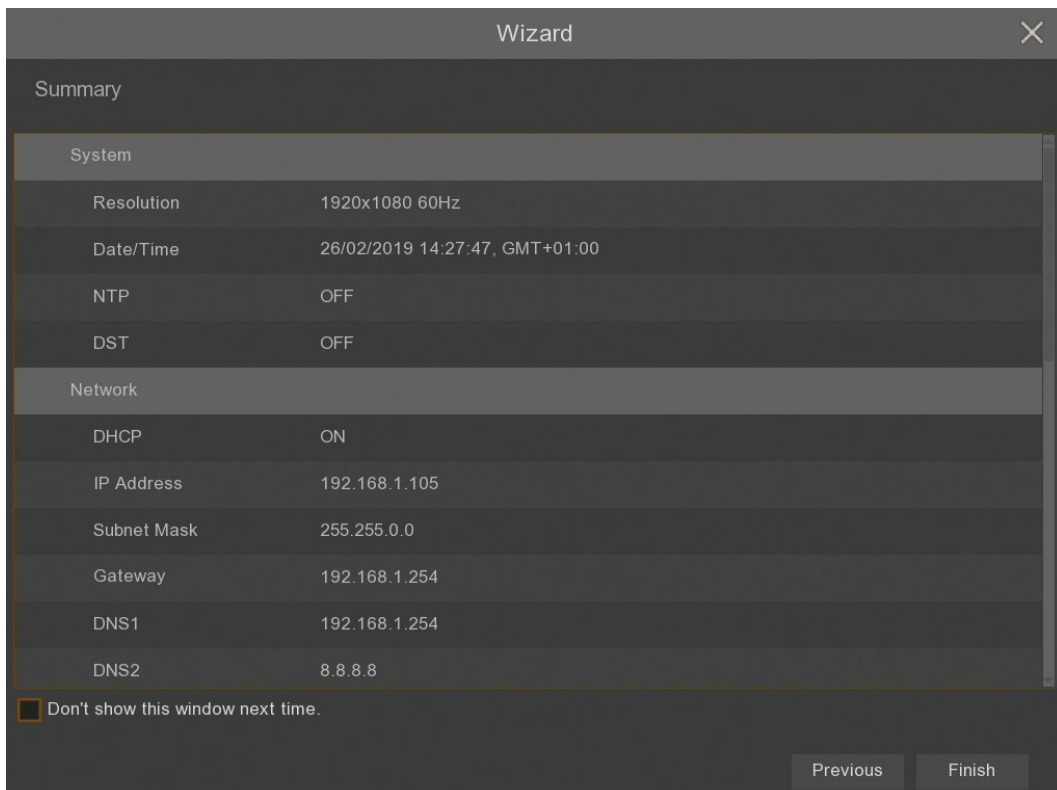 Wizard
Summary
System
Resolution 1920x1080 60Hz
Date/Time 26/02/2019 14:27:47, GMT+01:00
NTP OFF
DST OFF
Network
DHCP ON
IP Address 192.168.1.105
Subnet Mask 255.255.0.0
Gateway 192.168.1.254
DNS1 192.168.1.254
DNS2 8.8.8.8
Don't show this window next time.
Previous Finish